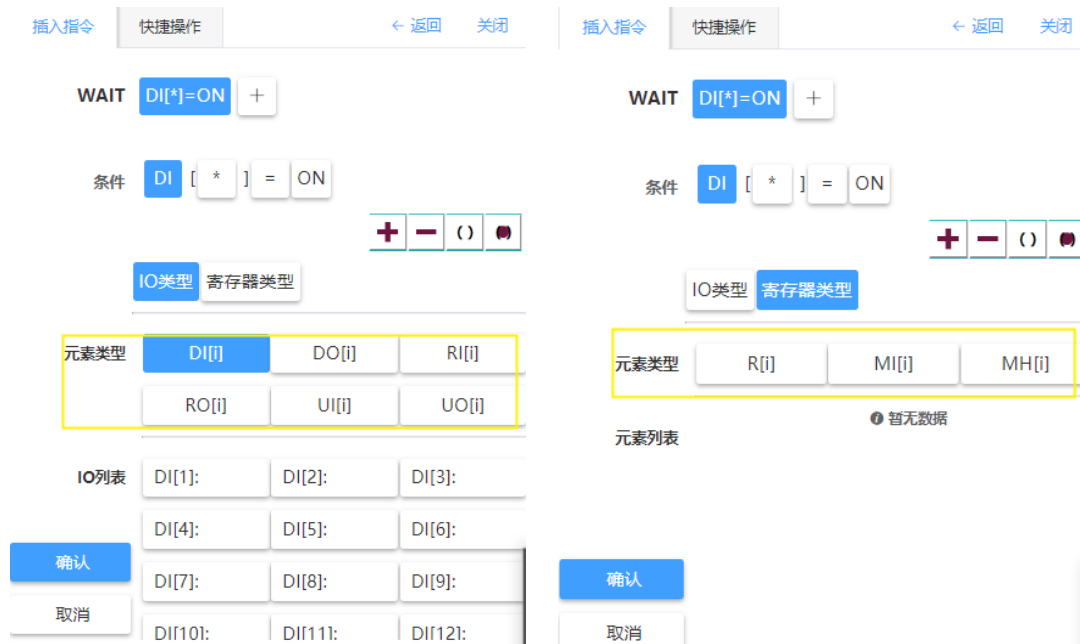 插入指令 快捷操作 ← 返回 关闭
WAIT DI[*]=ON +
条件 DI [ * ] = ON
+ − ( ) ( )
IO类型 寄存器类型
元素类型 DI[i] DO[i] RI[i]
RO[i] UI[i] UO[i]
IO列表 DI[1]: DI[2]: DI[3]:
DI[4]: DI[5]: DI[6]:
确认
DI[7]: DI[8]: DI[9]:
取消
DI[10]: DI[11]: DI[12]:
插入指令 快捷操作 ← 返回 关闭
WAIT DI[*]=ON +
条件 DI [ * ] = ON
+ − ( ) ( )
IO类型 寄存器类型
元素类型 R[i] MI[i] MH[i]
暂无数据
元素列表
确认
取消